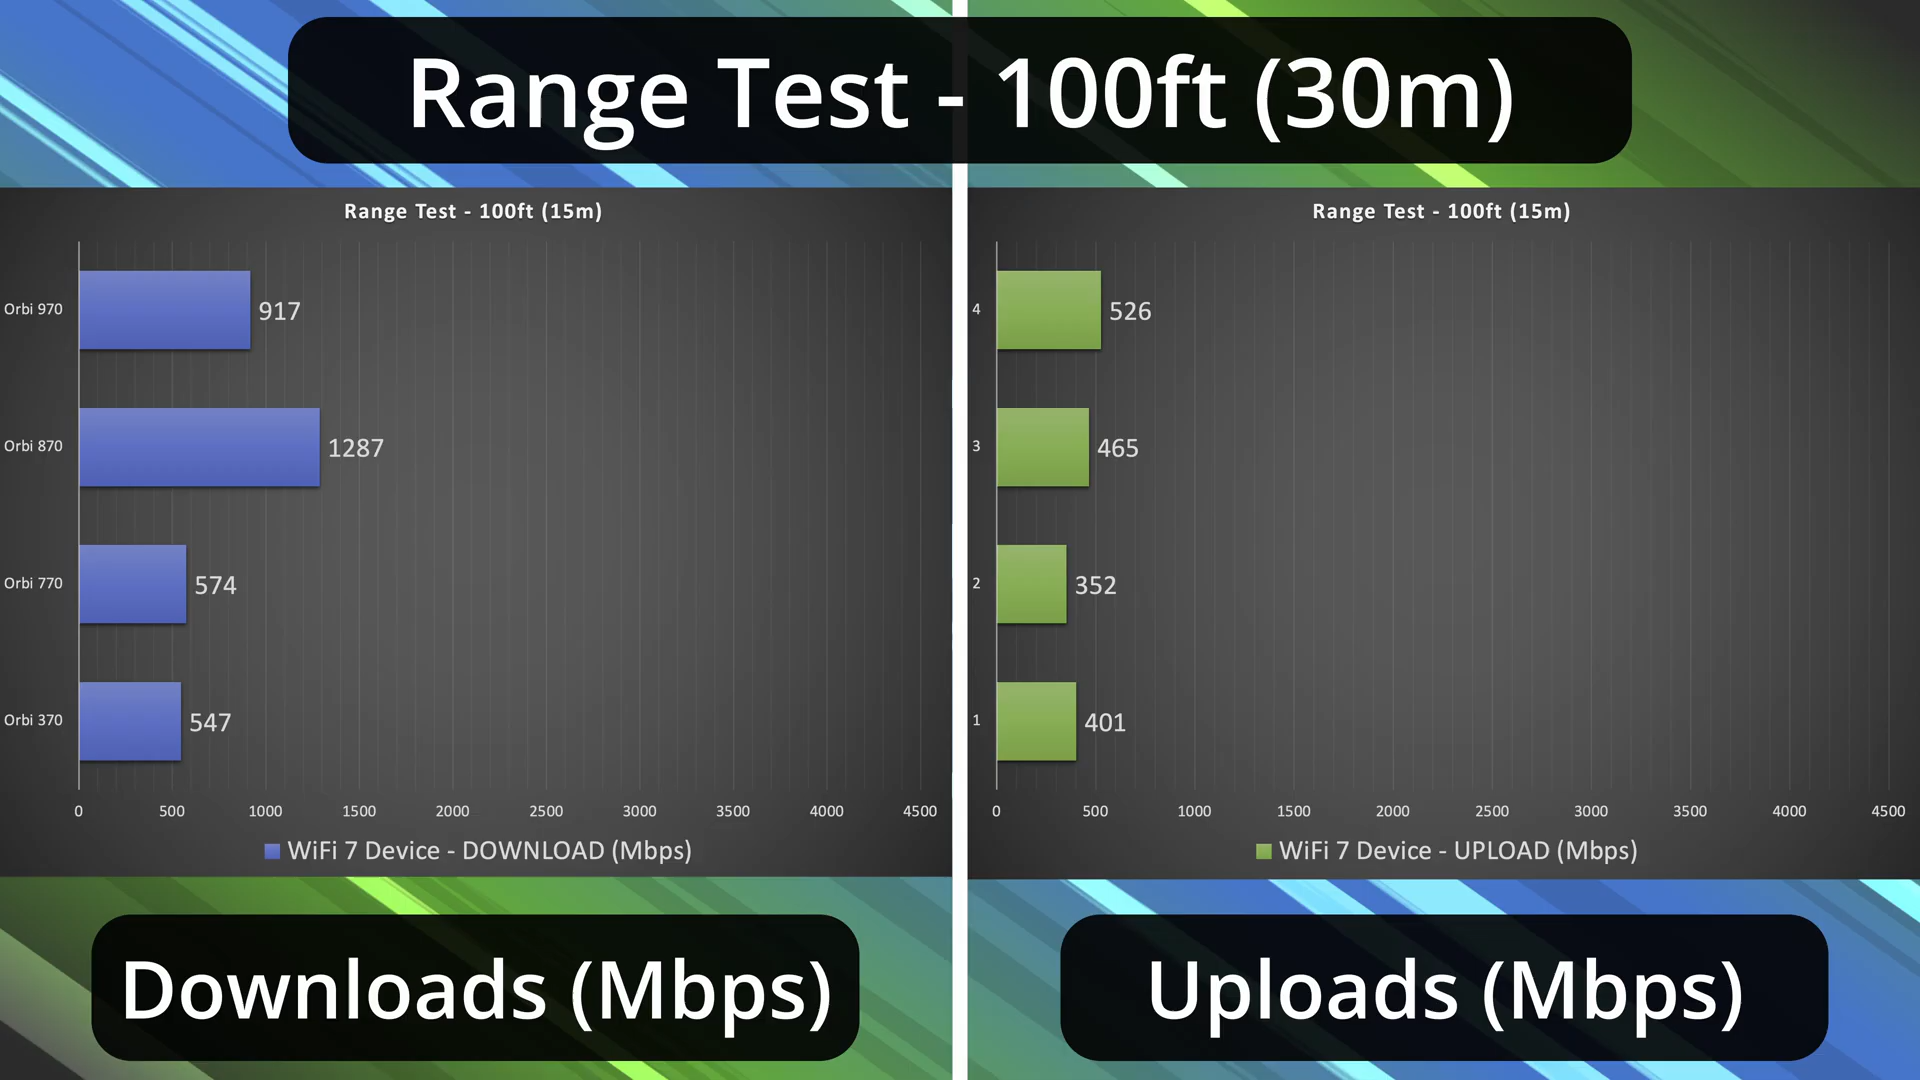 Range Test - 100ft (30m)
Range Test - 100ft (15m)
Orbi 970
917
Orbi 870
1287
Orbi 770
574
Orbi 370
547
0 500 1000 1500 2000 2500 3000 3500 4000 4500
WiFi 7 Device - DOWNLOAD (Mbps)
Downloads (Mbps)
Range Test - 100ft (15m)
4
526
3
465
2
352
1
401
0 500 1000 1500 2000 2500 3000 3500 4000 4500
WiFi 7 Device - UPLOAD (Mbps)
Uploads (Mbps)